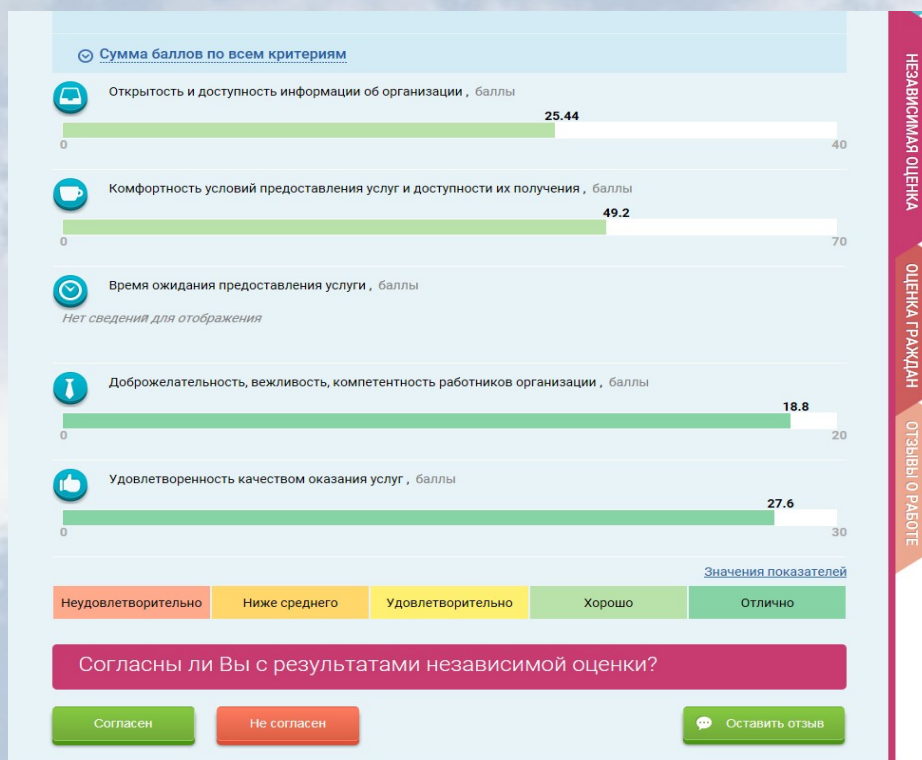 Сумма баллов по всем критериям
Открытость и доступность информации об организации , баллы
25.44
0
40
Комфортность условий предоставления услуг и доступности их получения , баллы
49.2
0
70
Время ожидания предоставления услуги , баллы
Нет сведений для отображения
Доброжелательность, вежливость, компетентность работников организации , баллы
18.8
0
20
Удовлетворенность качеством оказания услуг , баллы
27.6
0
30
Значения показателей
Неудовлетворительно
Ниже среднего
Удовлетворительно
Хорошо
Отлично
Согласны ли Вы с результатами независимой оценки?
Согласен
Не согласен
Оставить отзыв
НЕЗАВИСИМАЯ ОЦЕНКА
ОЦЕНКА ГРАЖДАН
ОТЗЫВЫ О РАБОТЕ